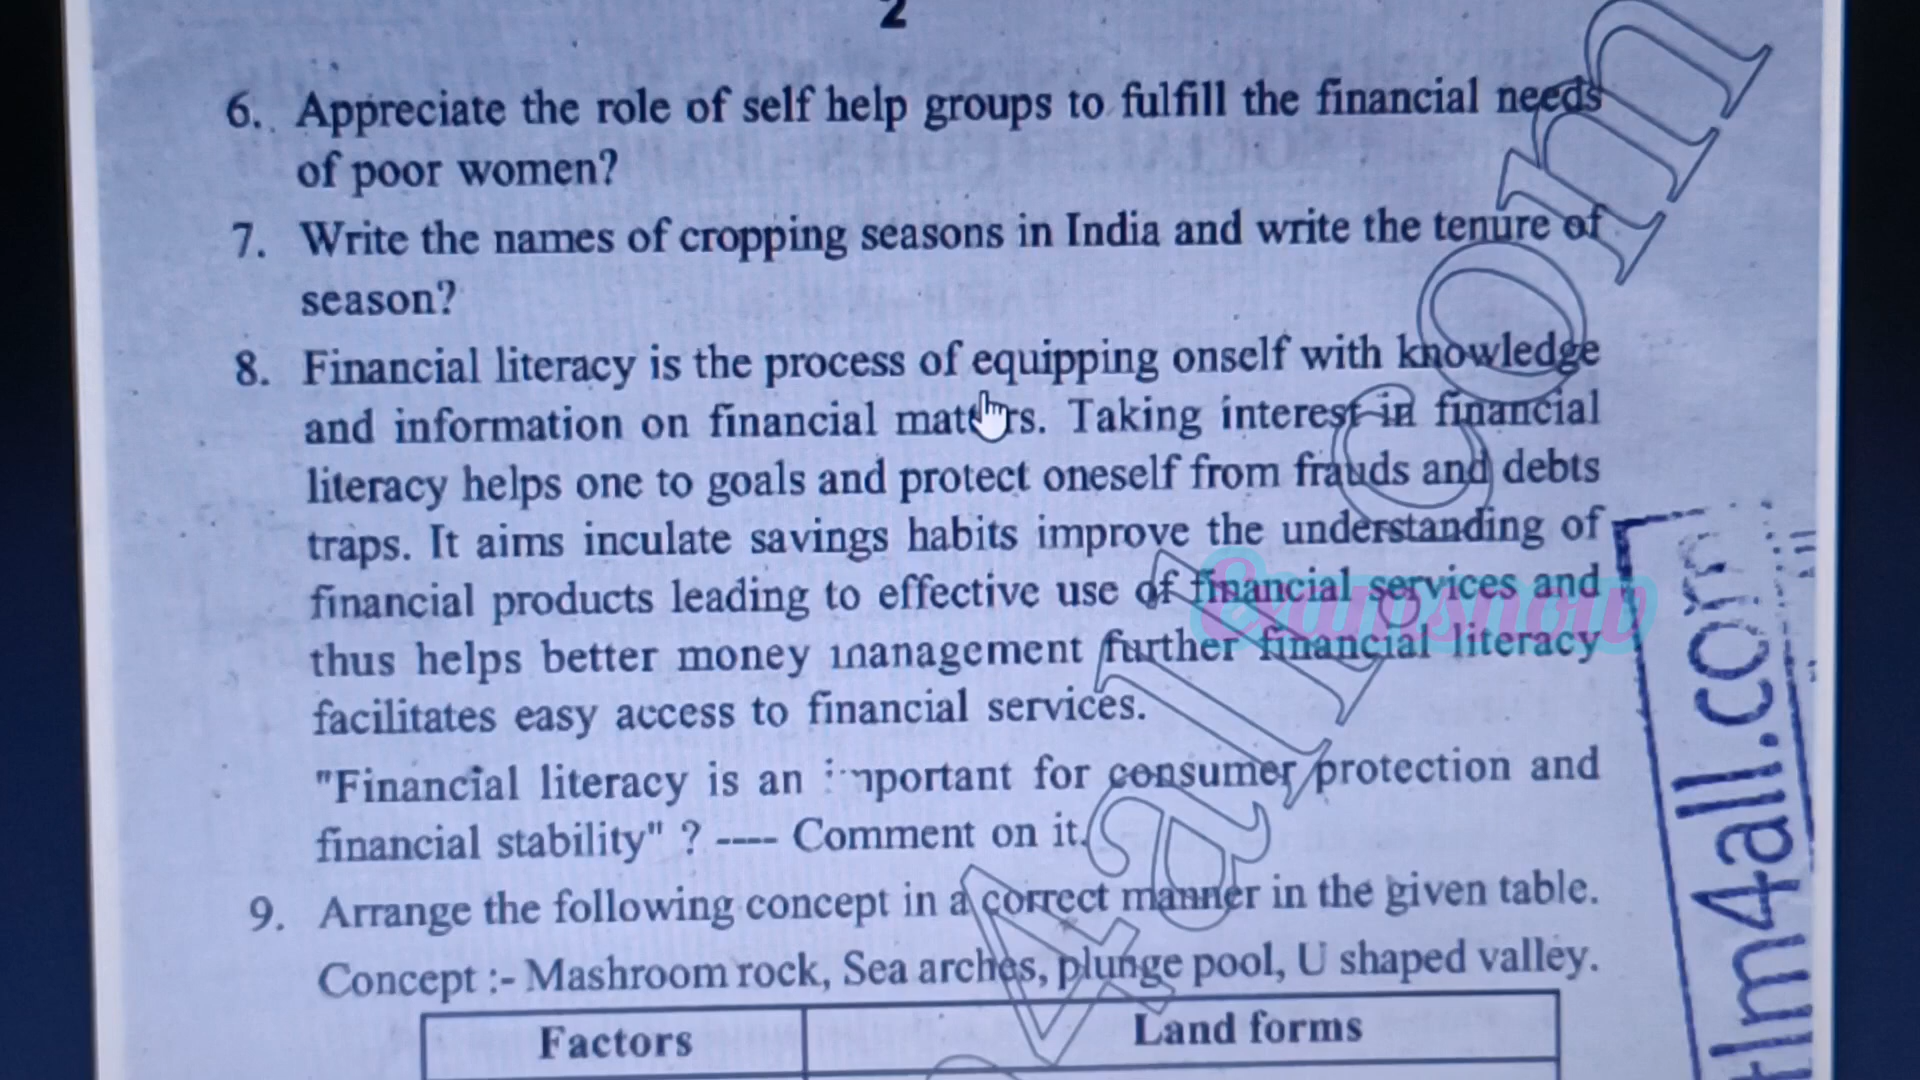 2
6. Appreciate the role of self help groups to fulfill the financial needs
of poor women?
7. Write the names of cropping seasons in India and write the tenure of
season?
8. Financial literacy is the process of equipping onself with knowledge
and information on financial matters. Taking interest in financial
literacy helps one to goals and protect oneself from frauds and debts
traps. It aims inculate savings habits improve the understanding of
financial products leading to effective use of financial services and
thus helps better money management further financial literacy
facilitates easy access to financial services.
"Financial literacy is an important for consumer protection and
financial stability" ? ---- Comment on it.
9. Arrange the following concept in a correct manner in the given table.
Concept :- Mashroom rock, Sea arches, plunge pool, U shaped valley.
Factors Land forms
Examsnow
tlm4all.com